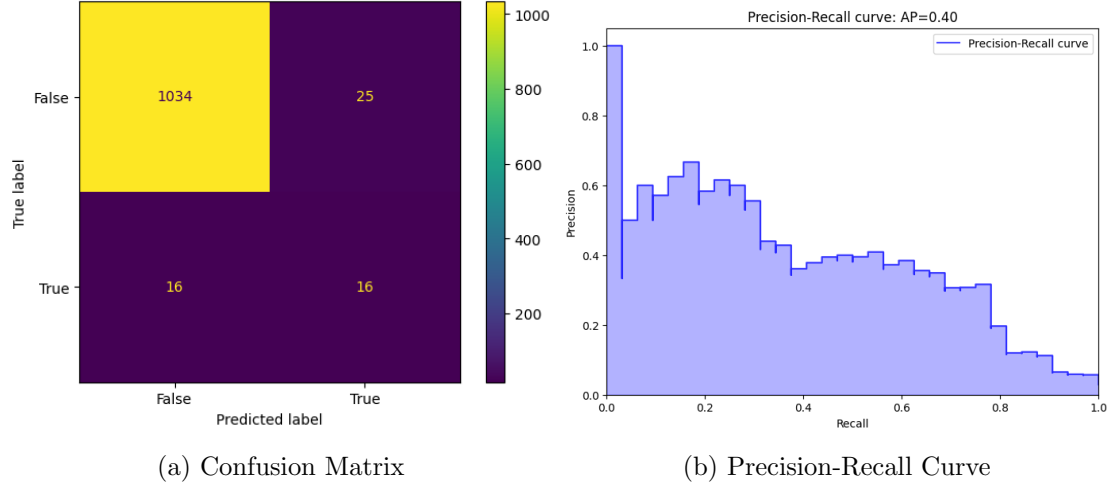 1034
25
16
16
False
True
True label
False
True
Predicted label
1000
800
600
400
200
(a) Confusion Matrix
Precision-Recall curve: AP=0.40
Precision-Recall curve
1.0
0.8
0.6
0.4
0.2
0.0
Precision
0.0
0.2
0.4
0.6
0.8
1.0
Recall
(b) Precision-Recall Curve